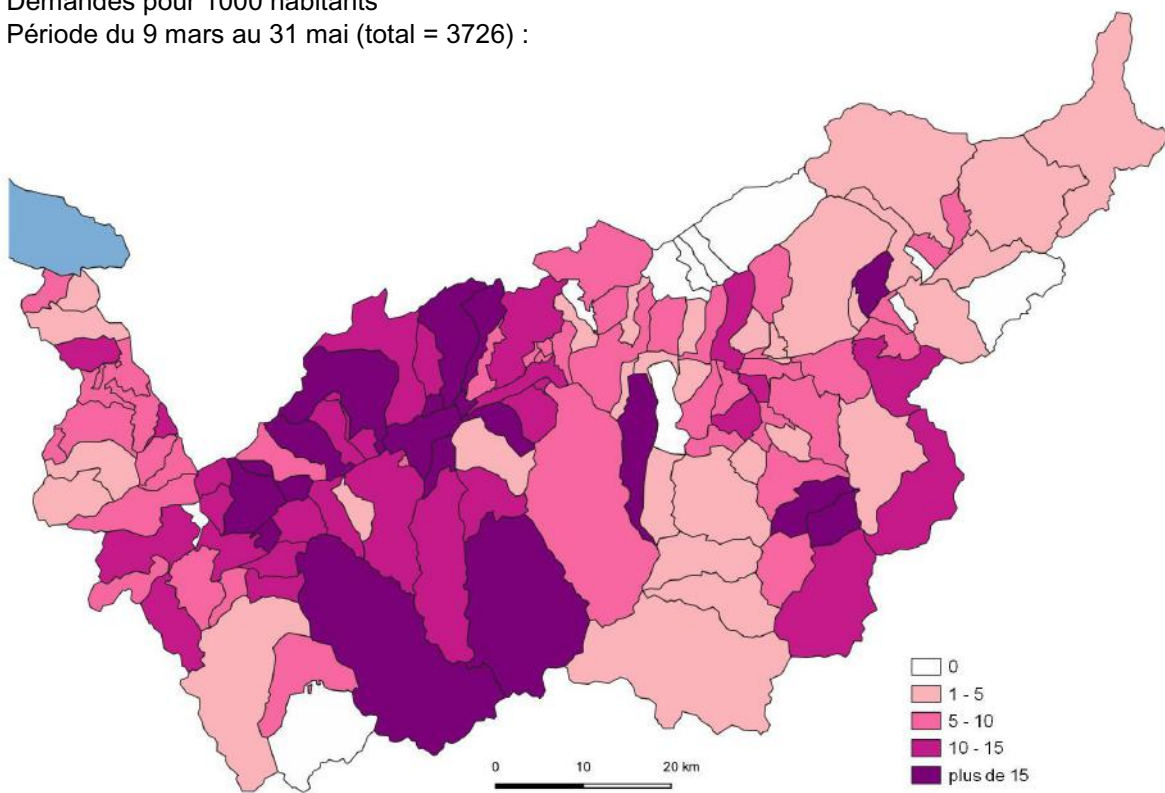 Demandes pour 1000 habitants
Période du 9 mars au 31 mai (total = 3726) :
0
1 - 5
5 - 10
10 - 15
plus de 15
0 10 20 km